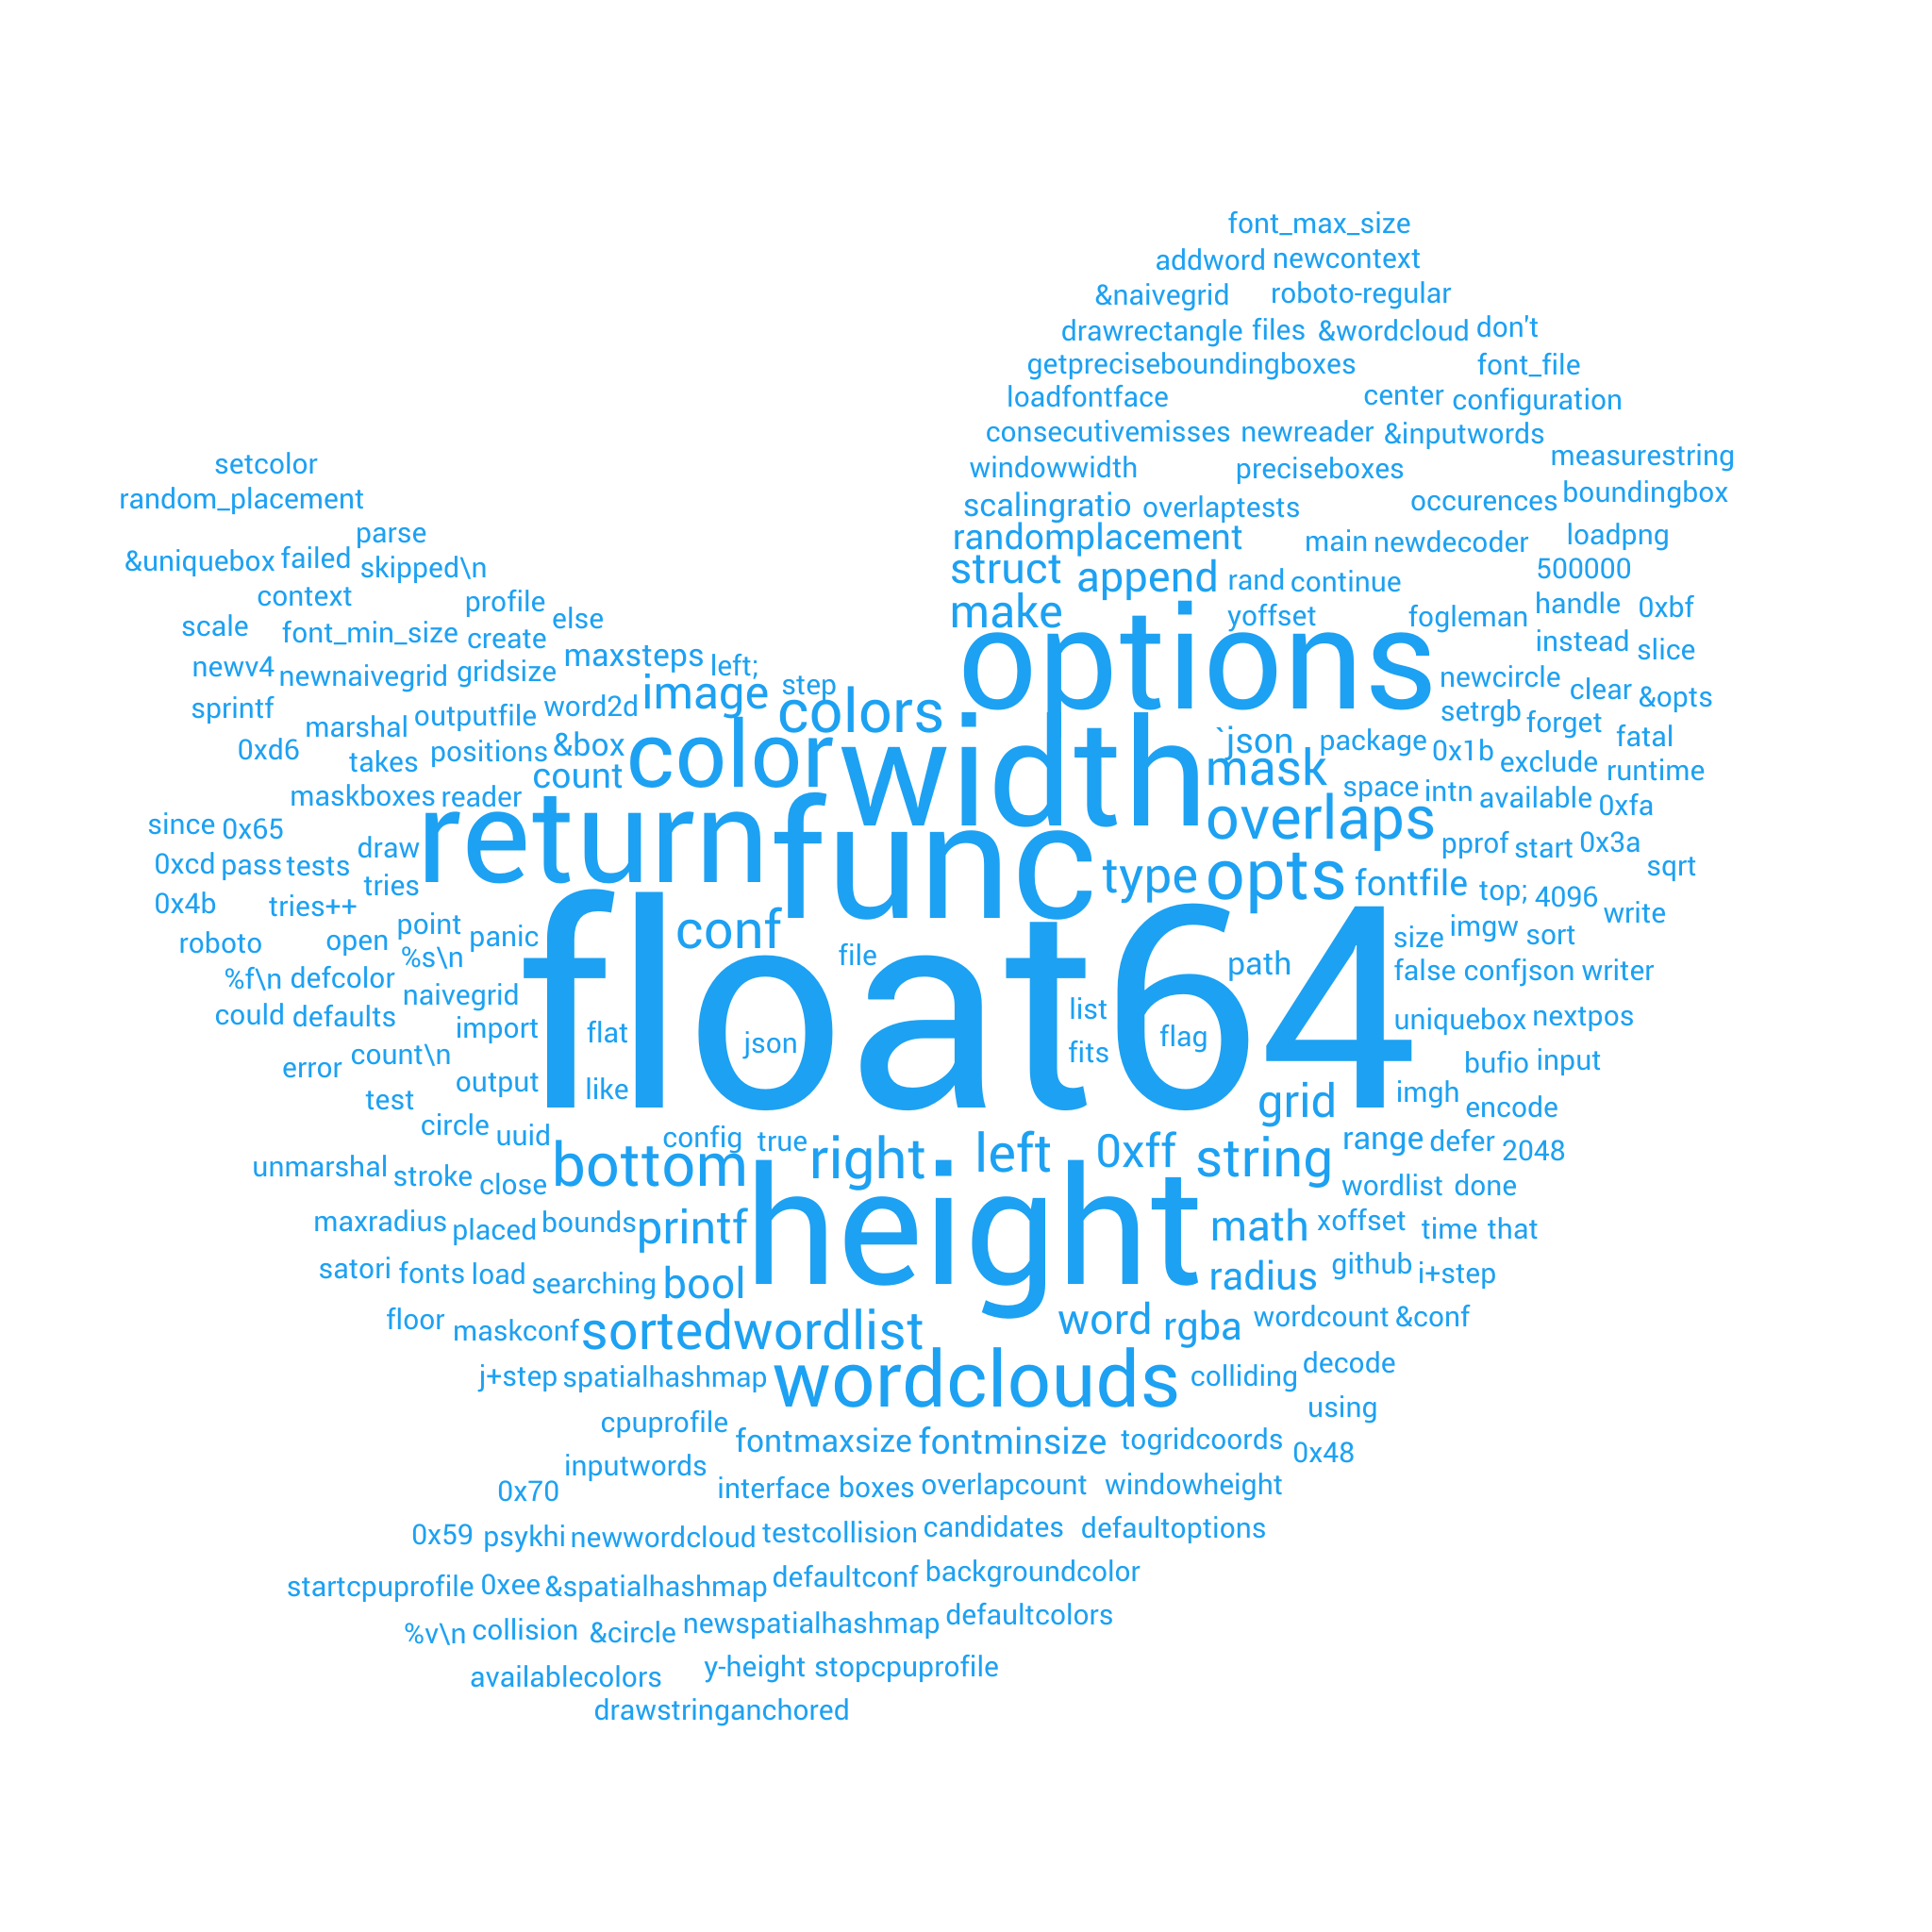 font_max_size
addword newcontext
&naivegrid roboto-regular
drawrectangle files &wordcloud don't
getpreciseboundingboxes font_file
loadfontface center configuration
consecutivemisses newreader &inputwords
setcolor windowwidth preciseboxes measurestring
random_placement scalingratio overlaptests occurences boundingbox
parse randomplacement main newdecoder loadpng
&uniquebox failed skipped\n struct append rand continue 500000
context profile else make yoffset fogleman handle 0xbf
scale font_min_size create maxsteps left; options instead slice
newv4 newnaivegrid gridsize image step newcircle clear &opts
sprintf marshal outputfile word2d colors setrgb forget
0xd6 takes positions &box color width `json package 0x1b fatal
maskboxes reader count mask space intn exclude runtime
since 0x65 return func overlaps available 0xfa
0xcd pass tests draw type opts pprof start 0x3a
0x4b tries++ tries fontfile top; 4096 sqrt
roboto open point panic conf size imgw sort write
%f\n defcolor %s\n file path false confjson writer
could defaults naivegrid float64 list uniquebox nextpos
error count\n import flat json fits flag bufio input
test output like grid imgh encode
circle uuid config true right left 0xff string range defer 2048
unmarshal stroke close bottom height wordlist done
maxradius placed bounds printf math xoffset time that
satori fonts load searching bool radius github i+step
floor maskconf sortedwordlist word rgba wordcount &conf
j+step spatialhashmap wordclouds colliding decode
cpuprofile using
fontmaxsize fontminsize togridcoords 0x48
inputwords
0x70 interface boxes overlapcount windowheight
0x59 psykhi newwordcloud testcollision candidates defaultoptions
startcpuprofile 0xee &spatialhashmap defaultconf backgroundcolor
%v\n collision &circle newspatialhashmap defaultcolors
availablecolors y-height stopcpuprofile
drawstringanchored